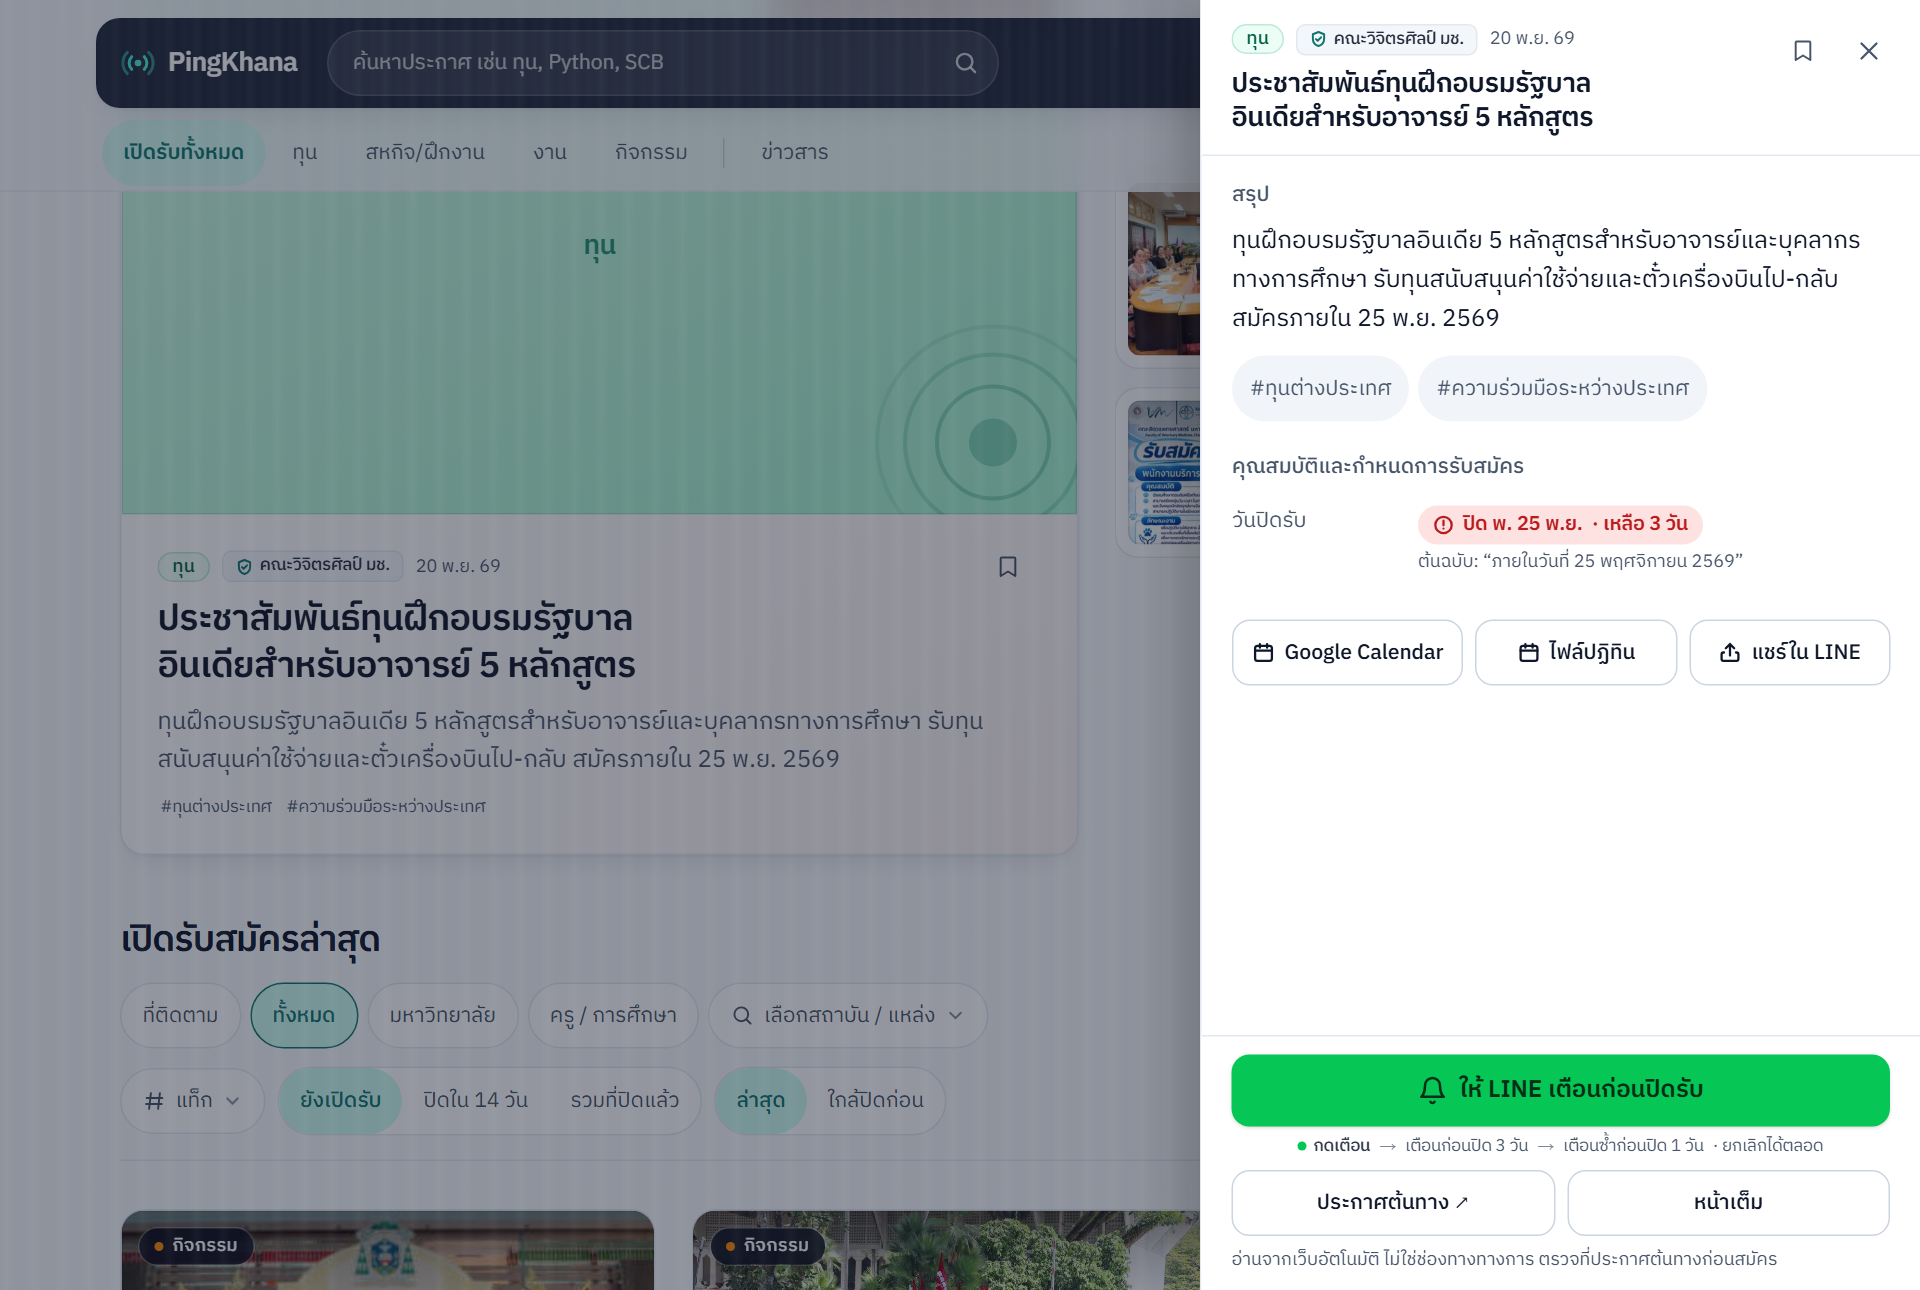 PingKhana
ค้นหาประกาศ เช่น ทุน, Python, SCB
เปิดรับทั้งหมด
ทุน
สหกิจ/ฝึกงาน
งาน
กิจกรรม
ข่าวสาร
ทุน
ทุน
คณะวิจิตรศิลป์ มช.
20 พ.ย. 69
ประชาสัมพันธ์ทุนฝึกอบรมรัฐบาล
อินเดียสำหรับอาจารย์ 5 หลักสูตร
ทุนฝึกอบรมรัฐบาลอินเดีย 5 หลักสูตรสำหรับอาจารย์และบุคลากรทางการศึกษา รับทุน
สนับสนุนค่าใช้จ่ายและตั๋วเครื่องบินไป-กลับ สมัครภายใน 25 พ.ย. 2569
#ทุนต่างประเทศ #ความร่วมมือระหว่างประเทศ
รับสมัค
พนักงานบริการ
คุณสมบัติ
เปิดรับสมัครล่าสุด
ที่ติดตาม
ทั้งหมด
มหาวิทยาลัย
ครู / การศึกษา
เลือกสถาบัน / แหล่ง
# แท็ก
ยังเปิดรับ
ปิดใน 14 วัน
รวมที่ปิดแล้ว
ล่าสุด
ใกล้ปิดก่อน
กิจกรรม
กิจกรรม
ทุน
คณะวิจิตรศิลป์ มช.
20 พ.ย. 69
ประชาสัมพันธ์ทุนฝึกอบรมรัฐบาล
อินเดียสำหรับอาจารย์ 5 หลักสูตร
สรุป
ทุนฝึกอบรมรัฐบาลอินเดีย 5 หลักสูตรสำหรับอาจารย์และบุคลากร
ทางการศึกษา รับทุนสนับสนุนค่าใช้จ่ายและตั๋วเครื่องบินไป-กลับ
สมัครภายใน 25 พ.ย. 2569
#ทุนต่างประเทศ
#ความร่วมมือระหว่างประเทศ
คุณสมบัติและกำหนดการรับสมัคร
วันปิดรับ
ปิด พ. 25 พ.ย. · เหลือ 3 วัน
ต้นฉบับ: “ภายในวันที่ 25 พฤศจิกายน 2569”
Google Calendar
ไฟล์ปฏิทิน
แชร์ใน LINE
ให้ LINE เตือนก่อนปิดรับ
กดเตือน → เตือนก่อนปิด 3 วัน → เตือนซ้ำก่อนปิด 1 วัน · ยกเลิกได้ตลอด
ประกาศต้นทาง ↗
หน้าเต็ม
อ่านจากเว็บอัตโนมัติ ไม่ใช่ช่องทางทางการ ตรวจที่ประกาศต้นทางก่อนสมัคร